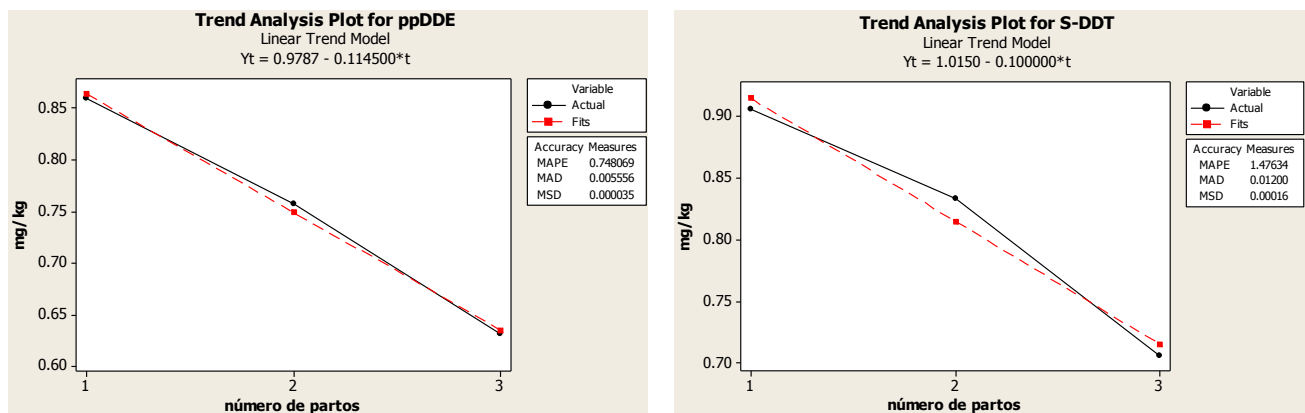 Trend Analysis Plot for ppDDE
Linear Trend Model
Yt = 0.9787 - 0.114500*t
0.85
0.80
0.75
0.70
0.65
0.60
mg/kg
1
2
3
número de partos
Variable
Actual
Fits
Accuracy Measures
MAPE 0.748069
MAD 0.005556
MSD 0.000035
Trend Analysis Plot for S-DDT
Linear Trend Model
Yt = 1.0150 - 0.100000*t
0.90
0.85
0.80
0.75
0.70
mg/kg
1
2
3
número de partos
Variable
Actual
Fits
Accuracy Measures
MAPE 1.47634
MAD 0.01200
MSD 0.00016